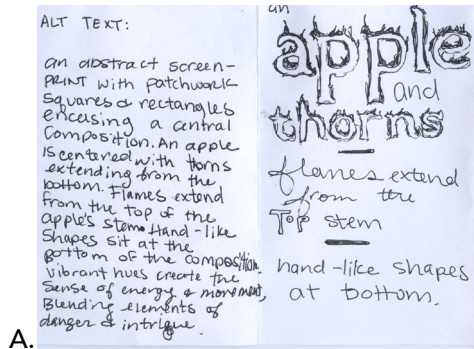 ALT TEXT:
an abstract screen-
PRINT with patchwork
squares & rectangles
encasing a central
composition. An apple
is centered with thorns
extending from the
bottom. Flames extend
from the top of the
apple's stem. Hand-like
shapes sit at the
bottom of the composition.
Vibrant hues create the
sense of energy & movement,
Blending elements of
danger & intrigue.
an
apple
and
thorns
flames extend
from the
TOP stem
hand-like shapes
at bottom.
A.